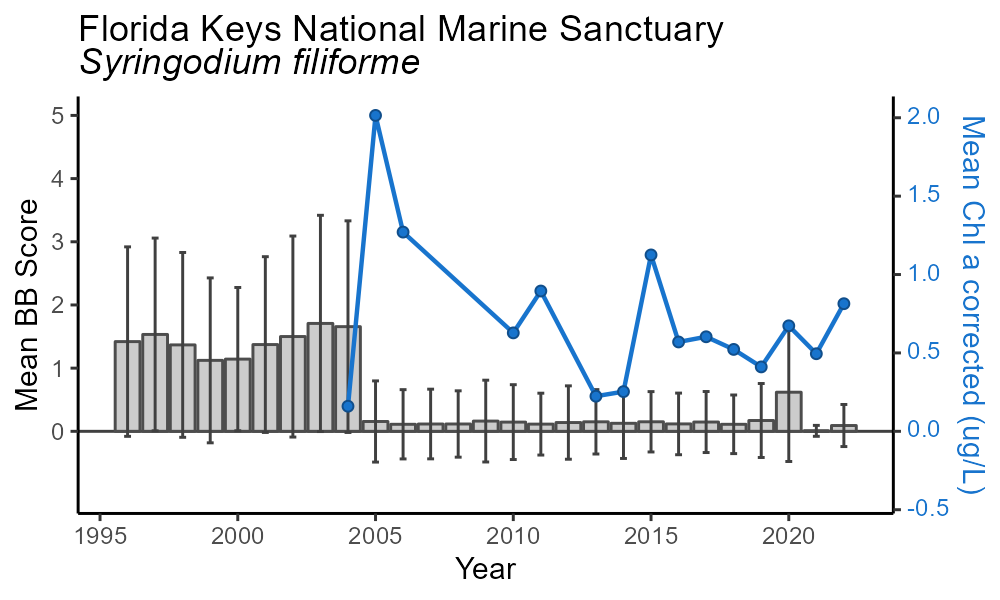 Florida Keys National Marine Sanctuary
Syringodium filiforme
Mean BB Score
5
4
3
2
1
0
2.0
1.5
1.0
0.5
0.0
-0.5
Mean Chl a corrected (ug/L)
1995 2000 2005 2010 2015 2020
Year